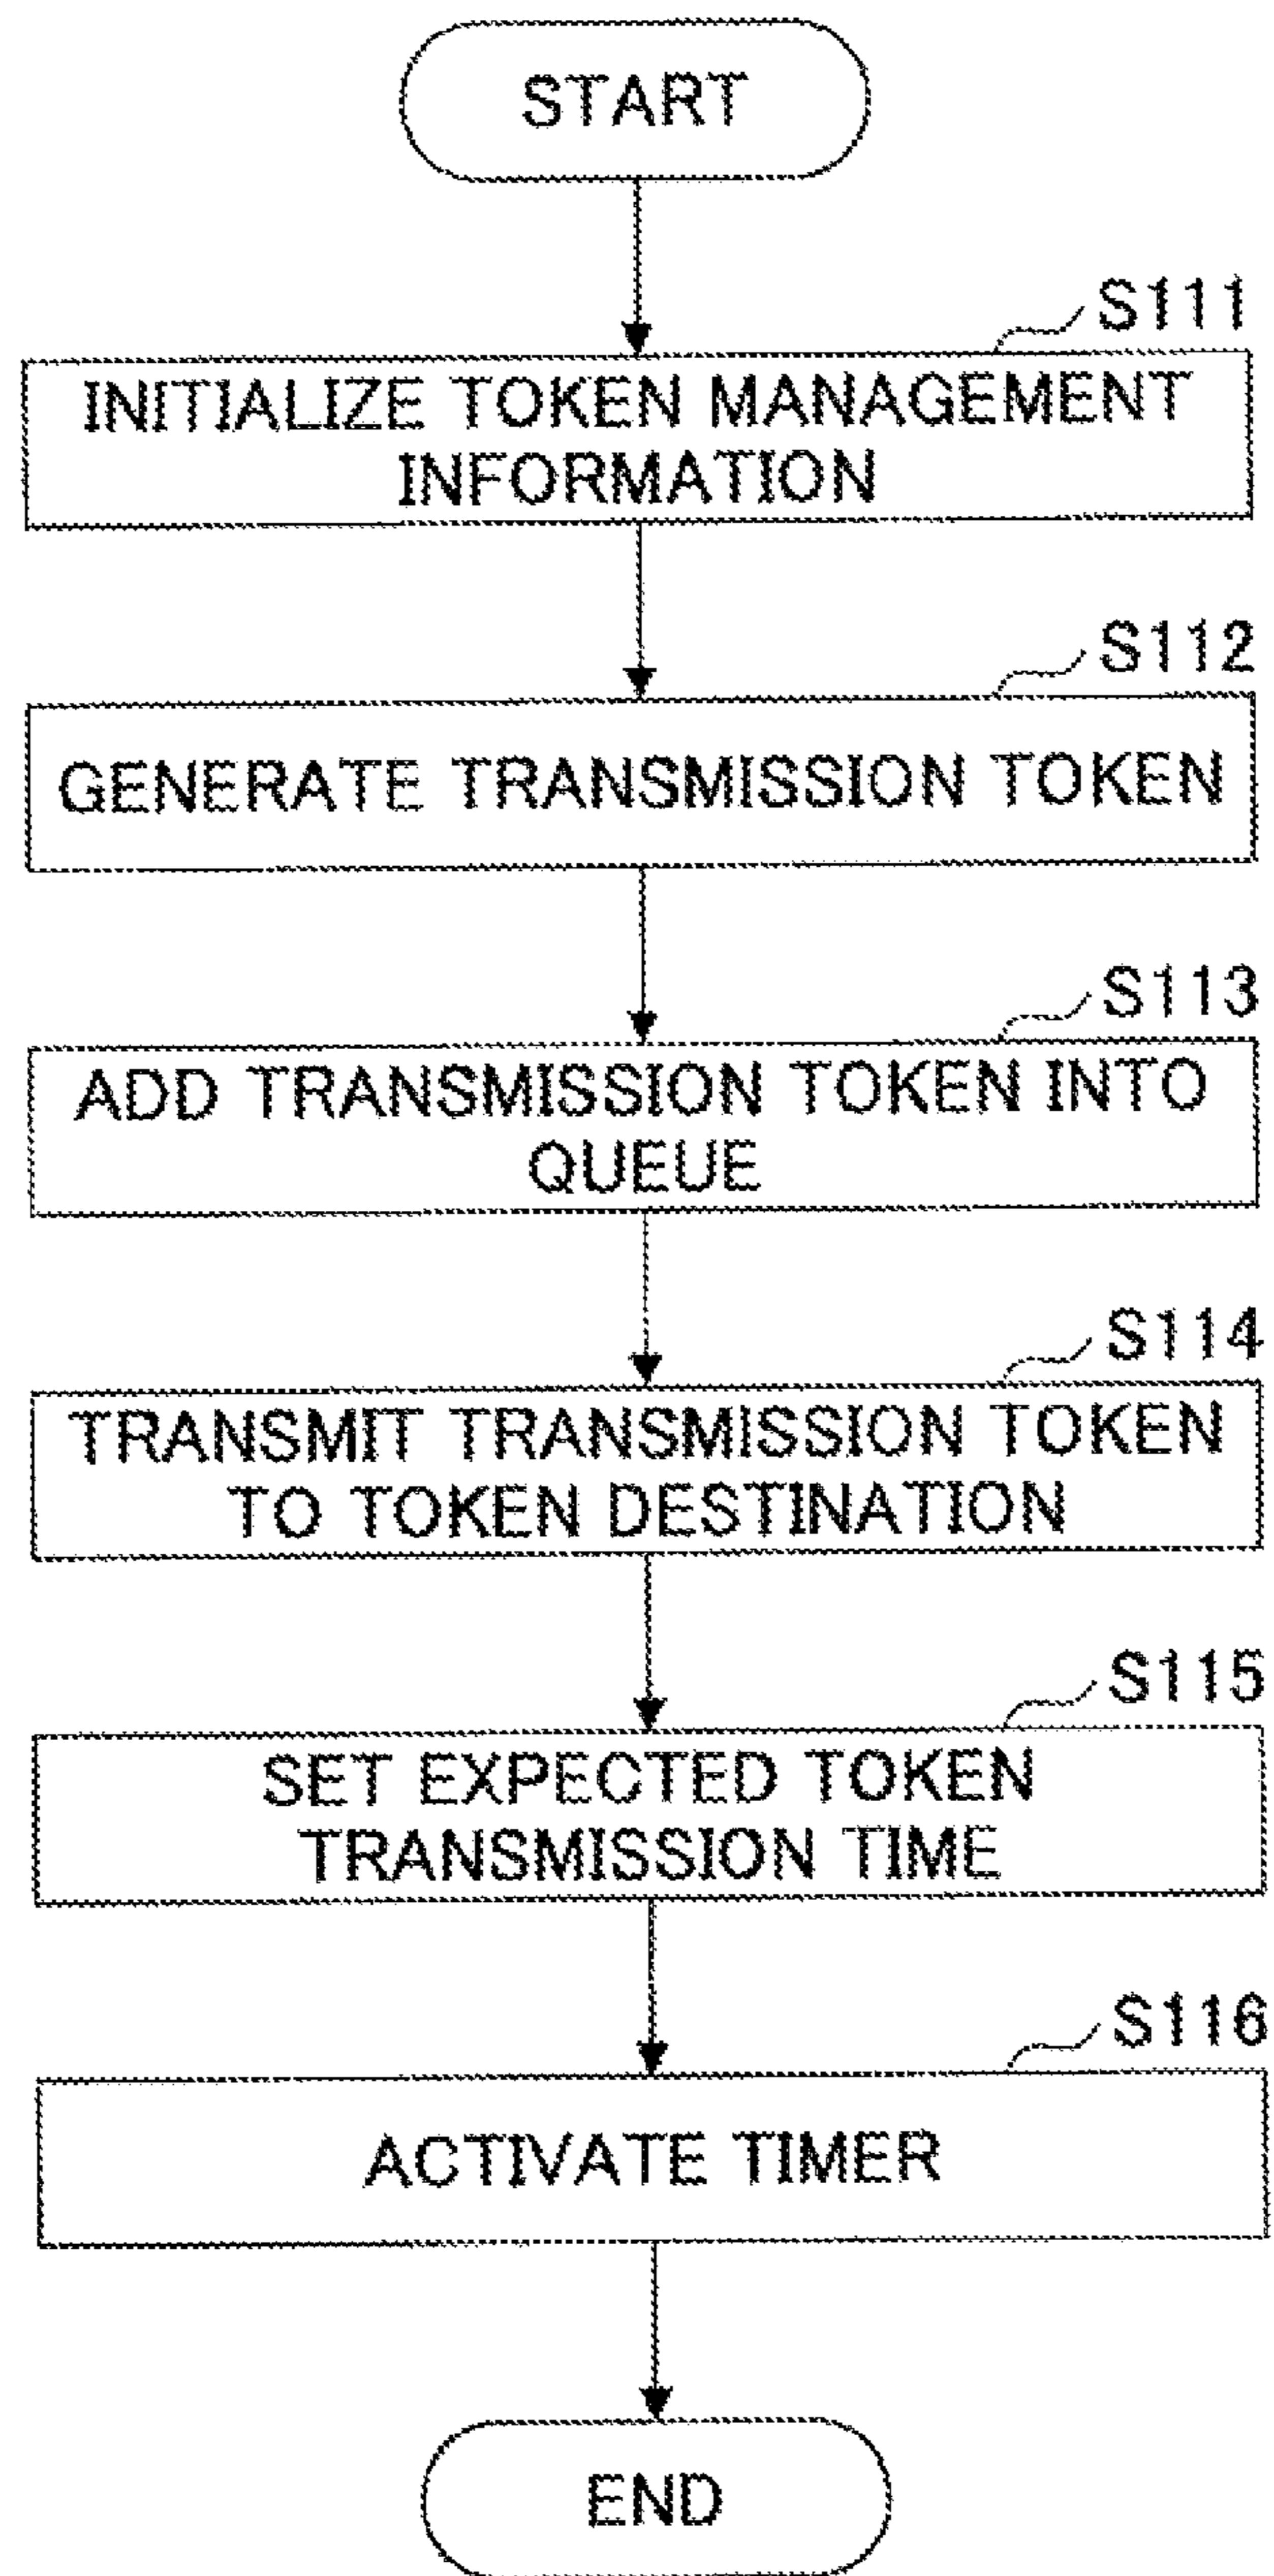 START
S111
INITIALIZE TOKEN MANAGEMENT
INFORMATION
S112
GENERATE TRANSMISSION TOKEN
S113
ADD TRANSMISSION TOKEN INTO
QUEUE
S114
TRANSMIT TRANSMISSION TOKEN
TO TOKEN DESTINATION
S115
SET EXPECTED TOKEN
TRANSMISSION TIME
S116
ACTIVATE TIMER
END